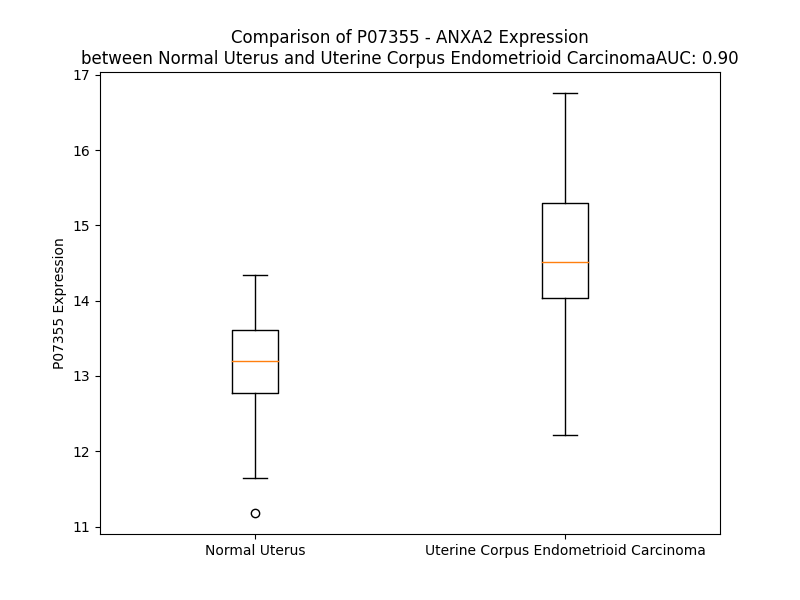 Comparison of P07355 - ANXA2 Expression
between Normal Uterus and Uterine Corpus Endometrioid CarcinomaAUC: 0.90
17
16
15
14
13
12
11
P07355 Expression
Normal Uterus
Uterine Corpus Endometrioid Carcinoma